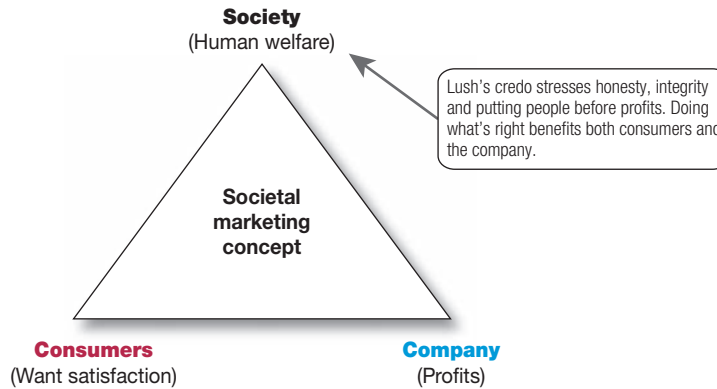 Society
(Human welfare)
Lush's credo stresses honesty, integrity
and putting people before profits. Doing
what's right benefits both consumers and
the company.
Societal
marketing
concept
Consumers
(Want satisfaction)
Company
(Profits)